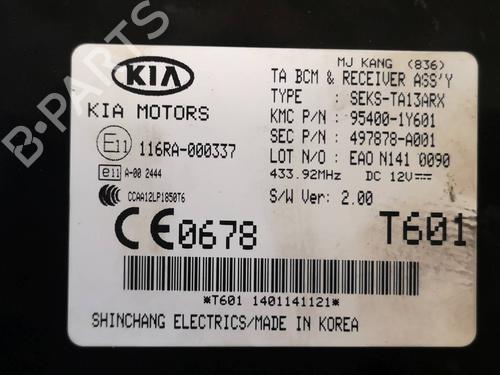 B-PARTS
MJ KANG (836)
KIA
TA BCM & RECEIVER ASS'Y
KIA MOTORS
TYPE : SEKS-TA13ARX
KMC P/N : 95400-1Y601
E11 116RA-000337
SEC P/N : 497878-A001
LOT N/O : EAO N141 0090
e11 A-00 2444
433.92MHz DC 12V
CCAA12LP1850T6
S/W Ver: 2.00
CE0678
T601
*T601 1401141121*
SHINCHANG ELECTRICS/MADE IN KOREA